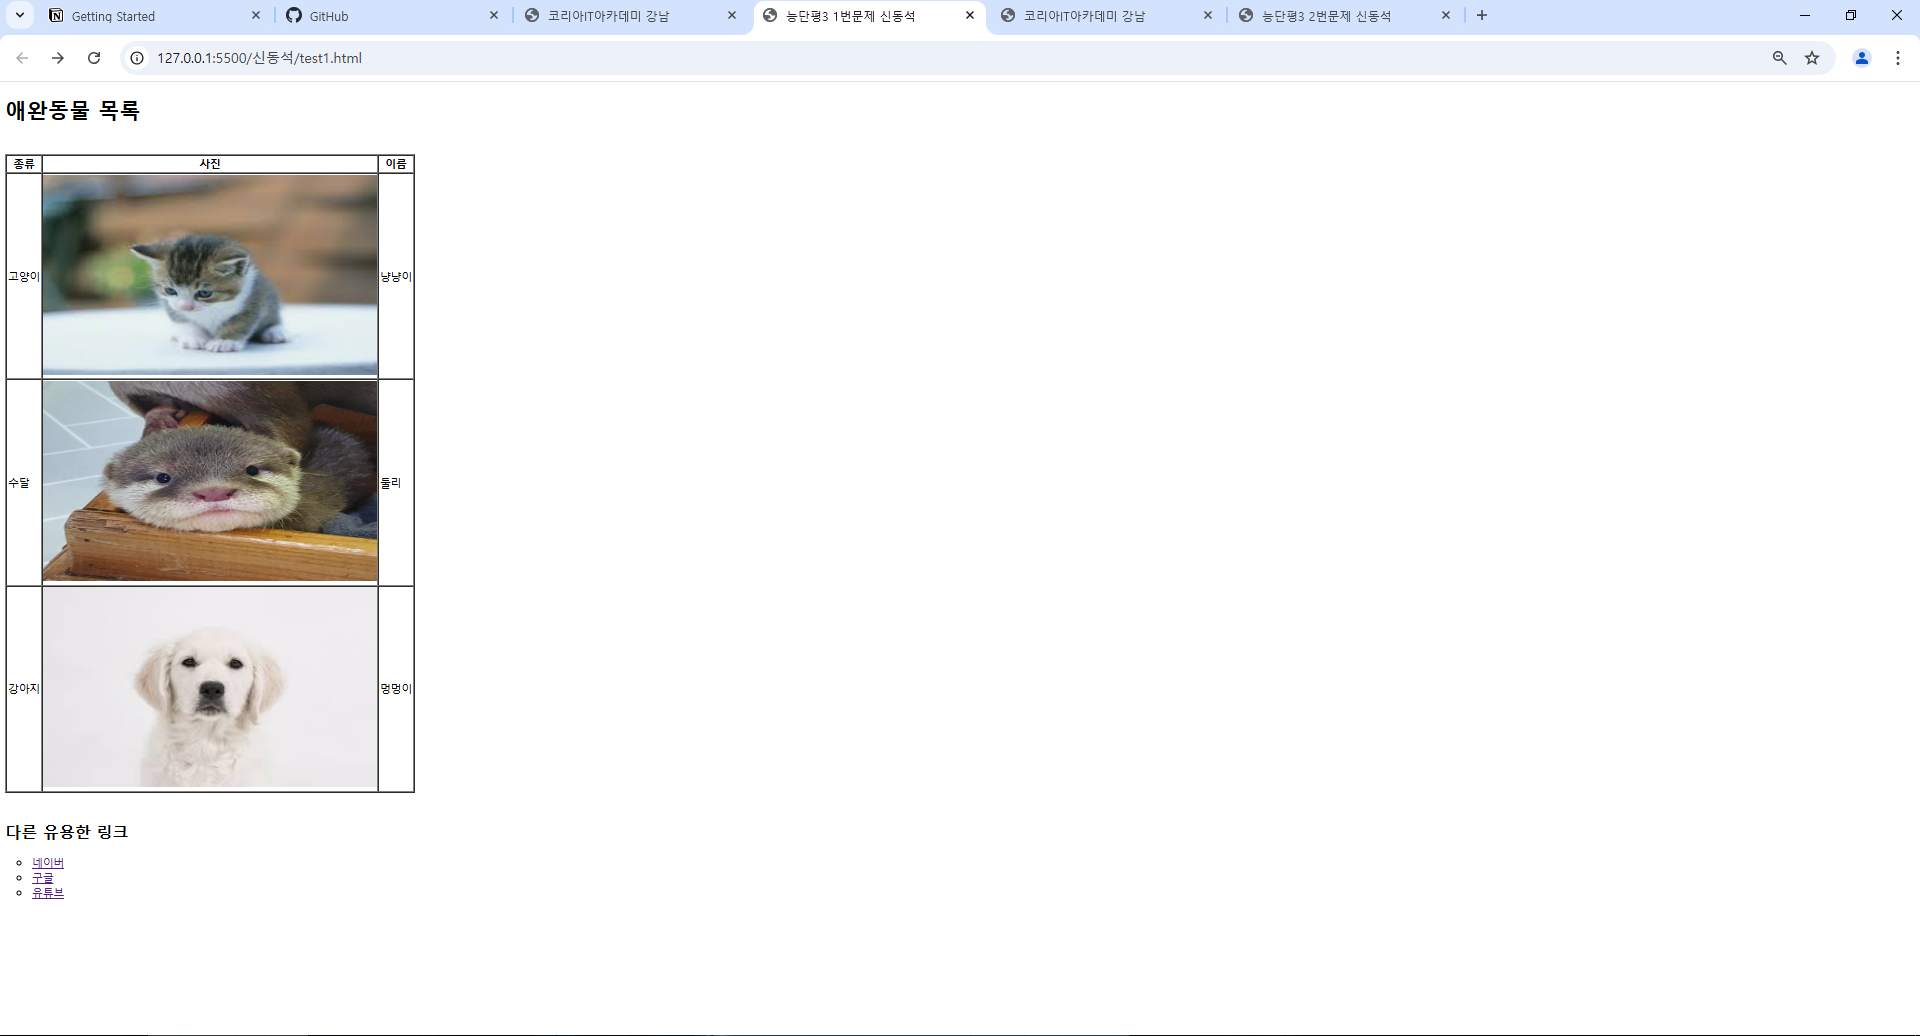 Getting Started
GitHub
코리아IT아카데미 강남
능단평3 1번문제 신동석
코리아IT아카데미 강남
능단평3 2번문제 신동석
127.0.0.1:5500/신동석/test1.html
애완동물 목록
종류 사진 이름
고양이 냥냥이
수달 둘리
강아지 멍멍이
다른 유용한 링크
네이버
구글
유튜브